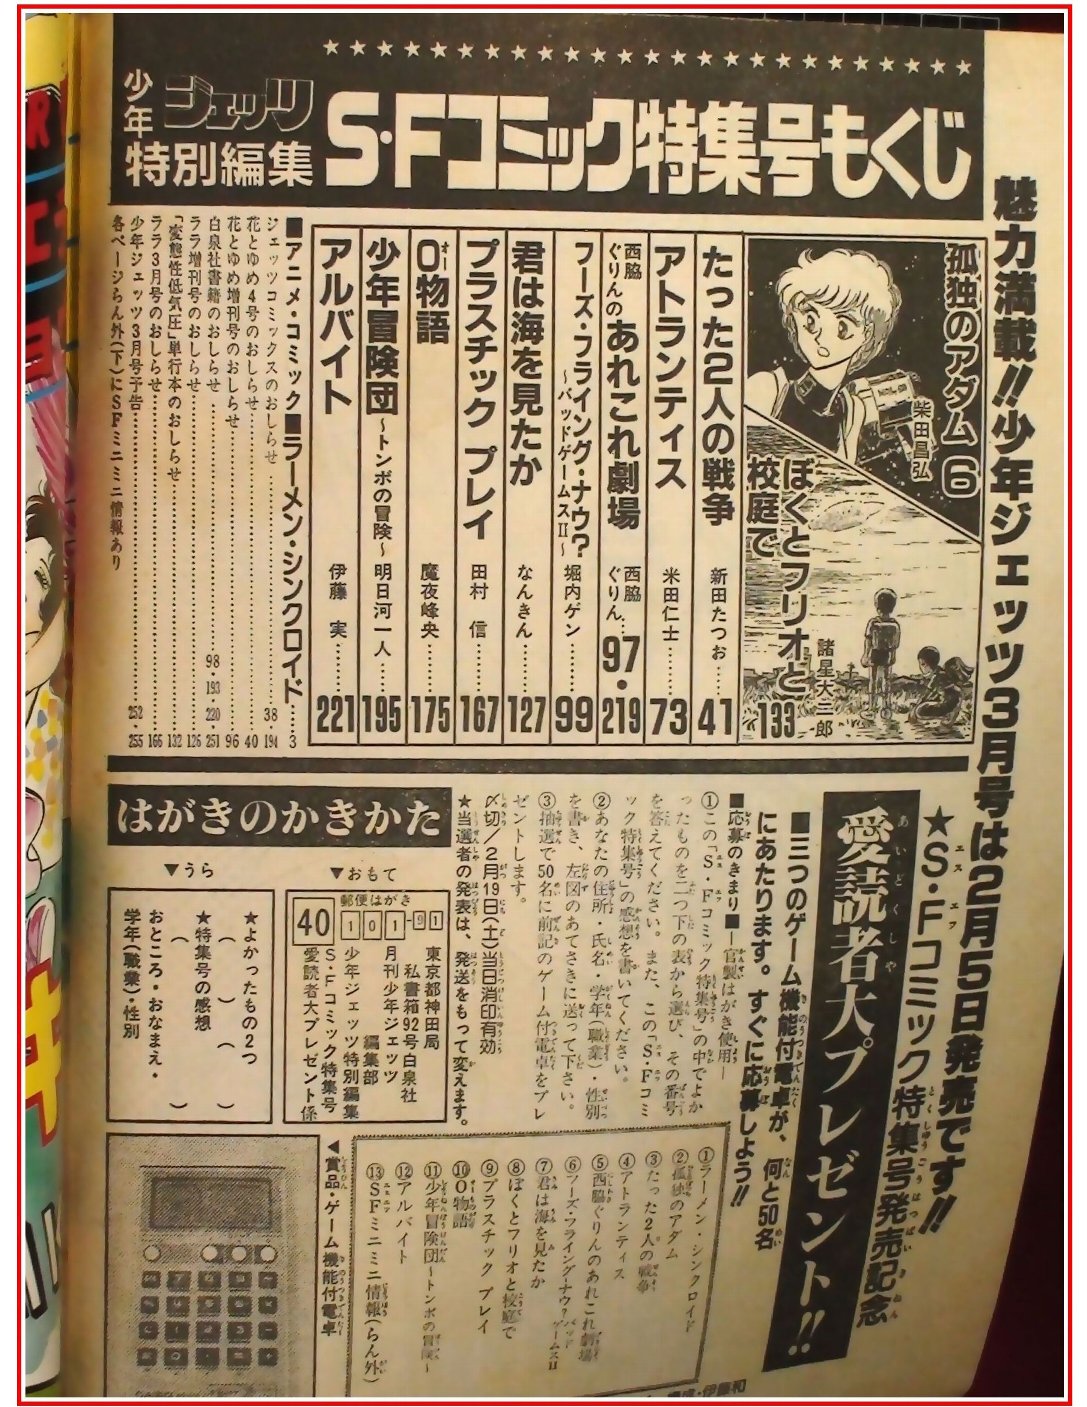 少年ジェッツ
特別編集
S・Fコミック特集号もくじ
魅力満載!!少年ジェッツ3月号は2月5日発売です!!
孤独のアダム 6
柴田昌弘
ぼくとフリオと
校庭で
諸星大二郎
133
たった2人の戦争 新田たつお……41
アトランティス 米田仁士……73
西脇ぐりんの あれこれ劇場 西脇ぐりん…97・219
フーズ・フライング・ナウ? 堀内ゲン……99
〜バッドゲームスII〜
君は海を見たか なんきん……127
プラスチック プレイ 田村 信……167
O物語 魔夜峰央……175
オー
少年冒険団〜トンボの冒険〜 明日河一人……195
アルバイト 伊藤 実……221
■アニメ・コミック■ラーメン・シンクロイド…3
ジェッツコミックスのおしらせ……38・194
花とゆめ4号のおしらせ……40
花とゆめ増刊号のおしらせ……96
白泉社書籍のおしらせ……98・193・220・251
ララ増刊号のおしらせ……126
「変態性低気圧」単行本のおしらせ……132
ララ3月号のおしらせ……166
少年ジェッツ3月号予告……252
各ページらん外(下)にSFミニミニ情報あり 255
★S・Fコミック特集号発売記念
愛読者大プレゼント!!
■三つのゲーム機能付電卓が、何と50名
にあたります。すぐに応募しよう!!
■応募のきまり■―官製はがき使用―
①この「S・Fコミック特集号」の中でよか
ったものを二つ下の表から選び、その番号
を答えてください。また、この「S・Fコミ
ック特集号」の感想を書いてください。
②あなたの住所・氏名・学年(職業)・性別
を書き、左図のあてさきに送って下さい。
③抽選で50名に前記のゲーム付電卓をプレ
ゼントします。
〆切/2月19日(土)当日消印有効
★当選者の発表は、発送をもって変えます。
はがきのかきかた
▼おもて
郵便はがき
101-91
40
東京都神田局
私書箱92号白泉社
月刊少年ジェッツ
編集部
少年ジェッツ特別編集
S・Fコミック特集号
愛読者大プレゼント係
▼うら
★よかったもの2つ
( )( )
★特集号の感想
( )
おところ・おなまえ・
学年(職業)・性別
①ラーメン・シンクロイド
②孤独のアダム
③たった2人の戦争
④アトランティス
⑤西脇ぐりんのあれこれ劇場
⑥フーズ・フライング・ナウ?バッドゲームスII
⑦君は海を見たか
⑧ぼくとフリオと校庭で
⑨プラスチック プレイ
⑩O物語
⑪少年冒険団〜トンボの冒険〜
⑫アルバイト
⑬SFミニミニ情報(らん外)
◀賞品・ゲーム機能付電卓